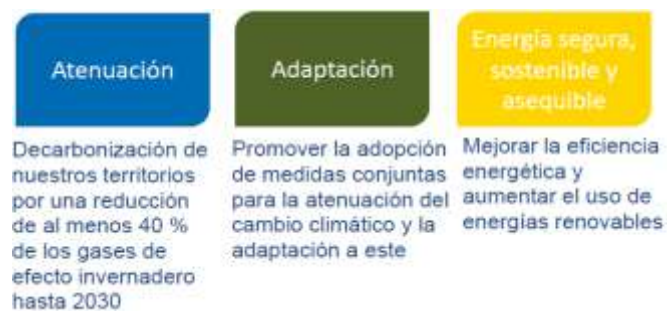 Atenuación
Decarbonización de
nuestros territorios
por una reducción
de al menos 40 %
de los gases de
efecto invernadero
hasta 2030
Adaptación
Promover la adopción
de medidas conjuntas
para la atenuación del
cambio climático y la
adaptación a este
Energía segura,
sostenible y
asequible
Mejorar la eficiencia
energética y
aumentar el uso de
energías renovables